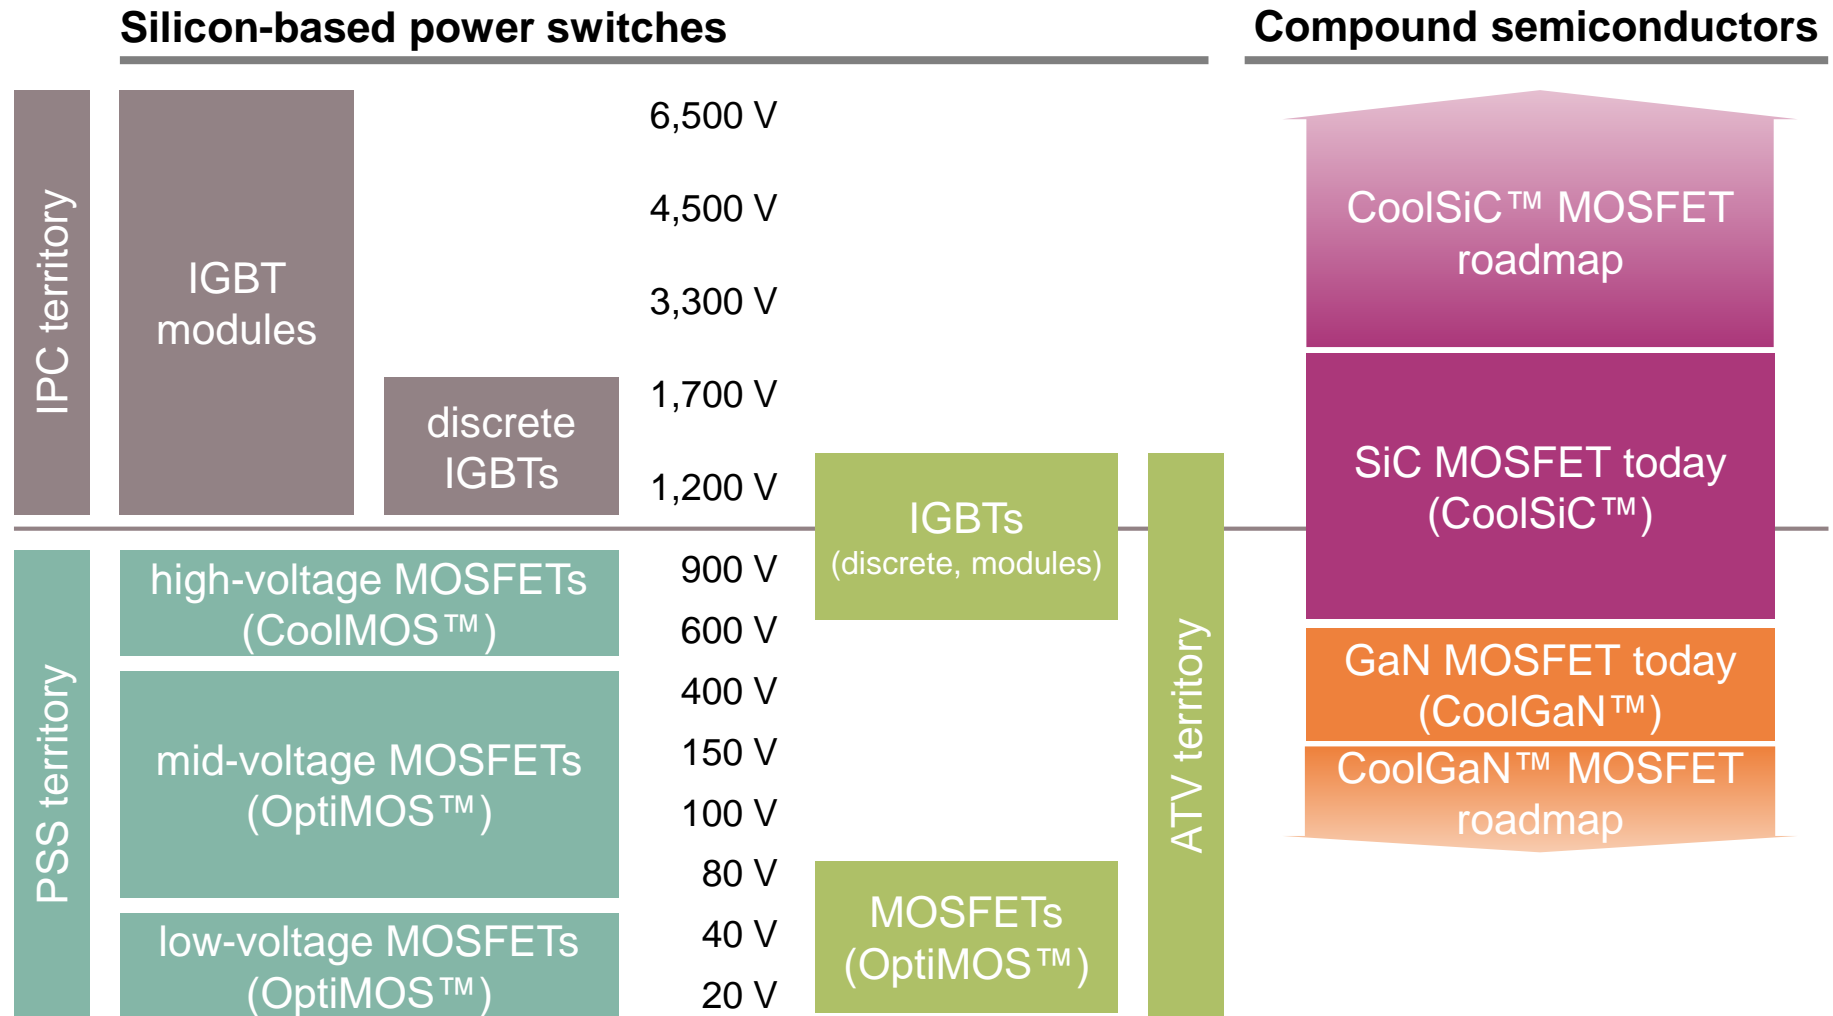 Silicon-based power switches
Compound semiconductors
IPC territory
IGBT
modules
discrete
IGBTs
6,500 V
4,500 V
3,300 V
1,700 V
1,200 V
900 V
600 V
400 V
150 V
100 V
80 V
40 V
20 V
PSS territory
high-voltage MOSFETs
(CoolMOS™)
mid-voltage MOSFETs
(OptiMOS™)
low-voltage MOSFETs
(OptiMOS™)
IGBTs
(discrete, modules)
MOSFETs
(OptiMOS™)
ATV territory
CoolSiC™ MOSFET
roadmap
SiC MOSFET today
(CoolSiC™)
GaN MOSFET today
(CoolGaN™)
CoolGaN™ MOSFET
roadmap